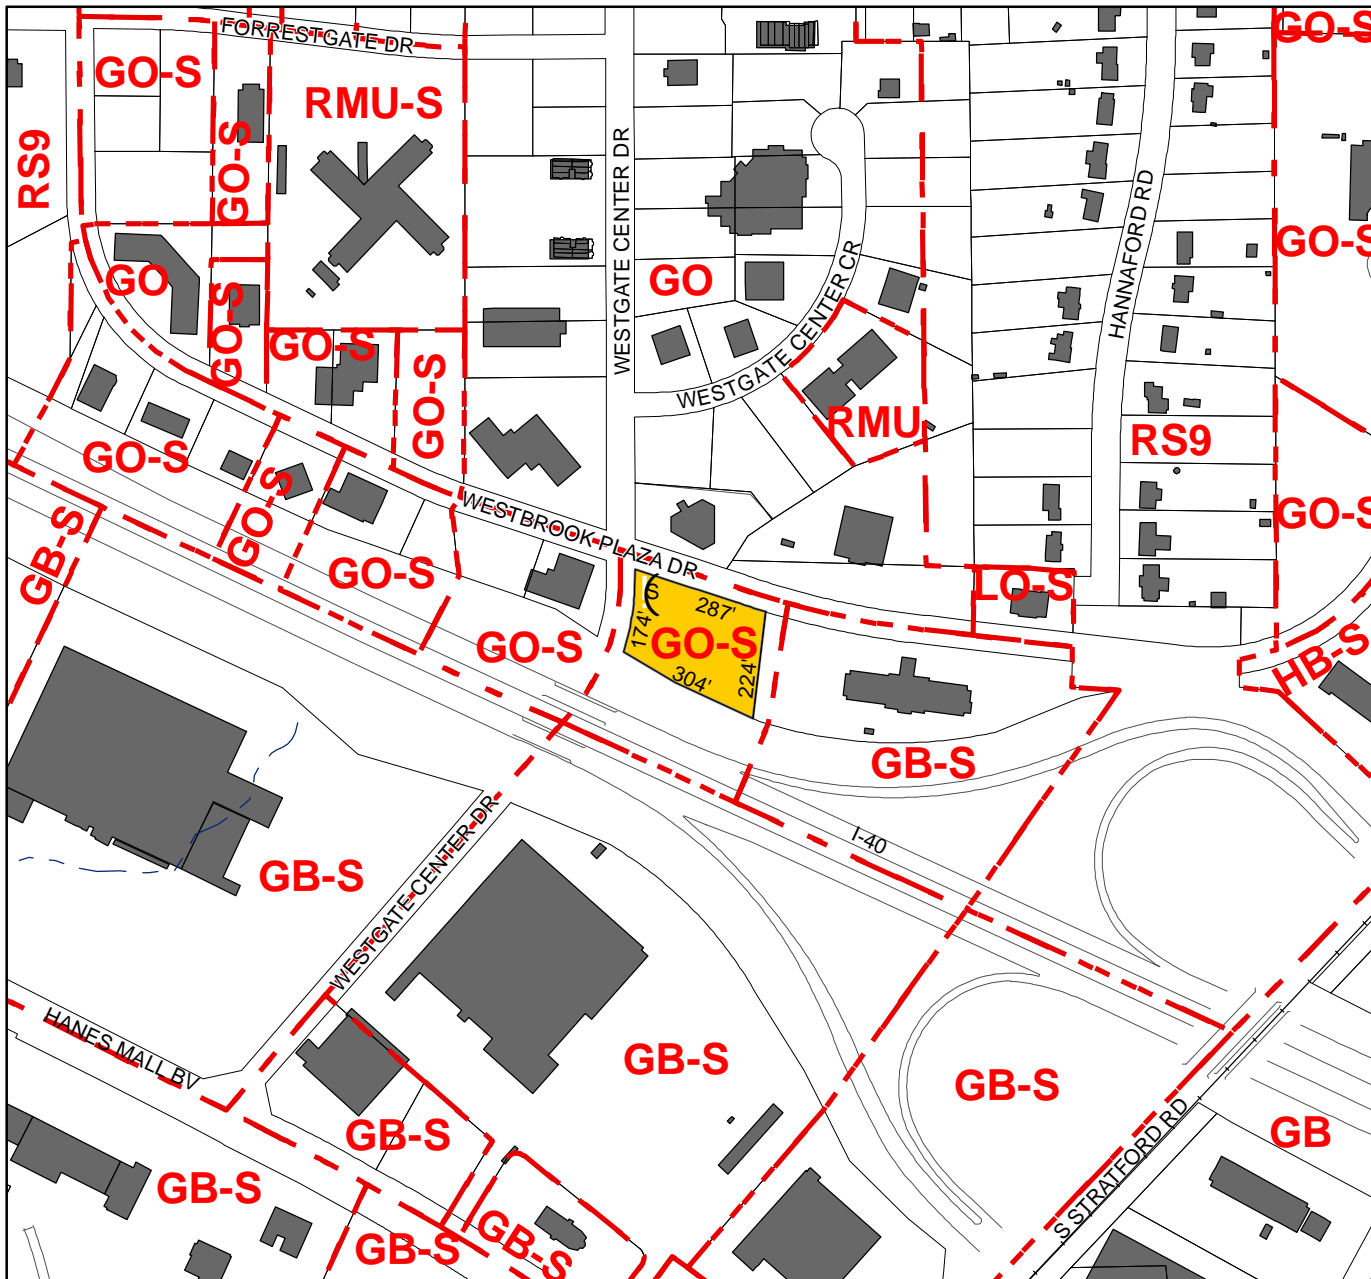 FORRESTGATE DR
GO-S
GO-S
RMU-S
GO-S
RS9
WESTGATE CENTER DR
HANNAFORD RD
GO-S
GO
GO-S
GO
WESTGATE CENTER CR
GO-S
GO-S
RMU
RS9
GO-S
GO-S
GO-S
GB-S
WESTBROOK PLAZA DR
GO-S
LO-S
S
287'
174'
GO-S
GO-S
304'
224'
HB-S
GB-S
I-40
GB-S
WESTGATE CENTER DR
HANES MALL BV
GB-S
GB-S
GB-S
GB
S STRATFORD RD
GB-S
GB-S
GB-S